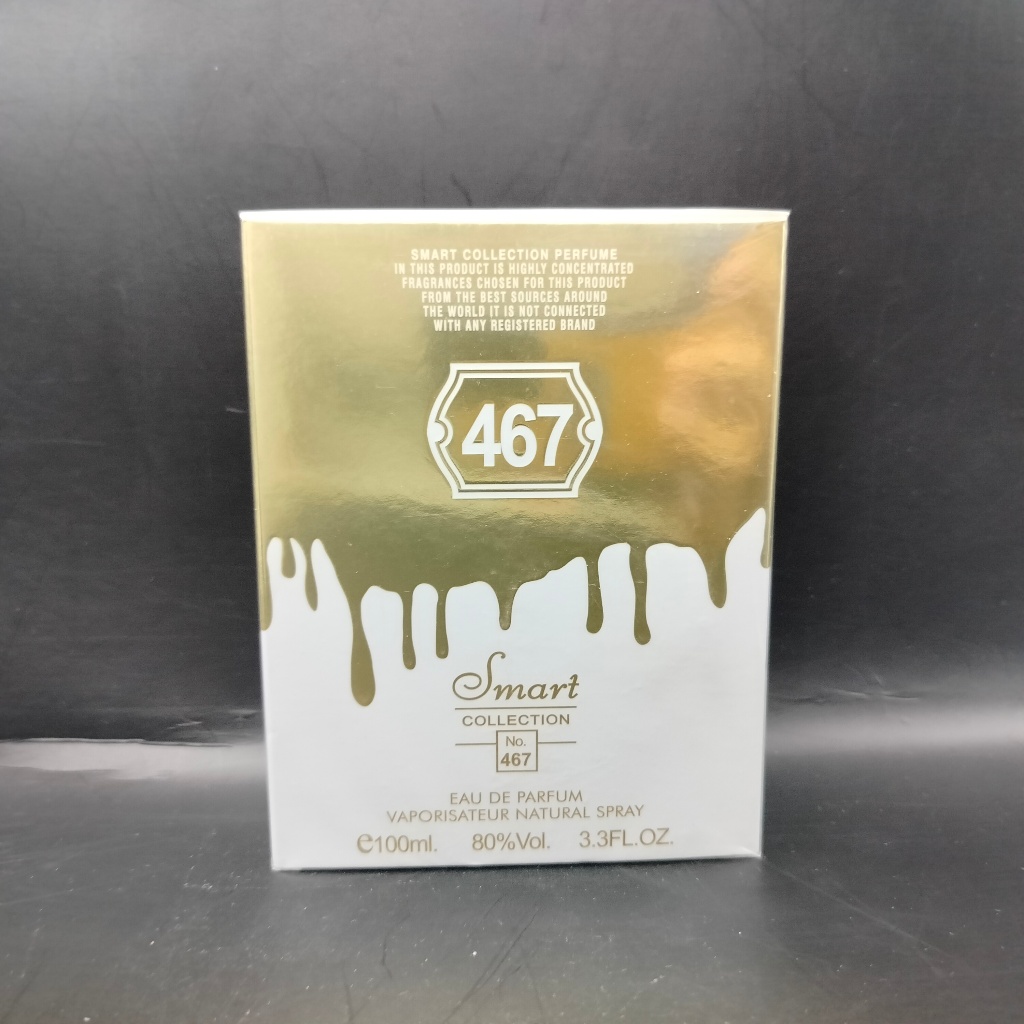 SMART COLLECTION PERFUME
IN THIS PRODUCT IS HIGHLY CONCENTRATED
FRAGRANCES CHOSEN FOR THIS PRODUCT
FROM THE BEST SOURCES AROUND
THE WORLD IT IS NOT CONNECTED
WITH ANY REGISTERED BRAND
467
Smart
COLLECTION
No.
467
EAU DE PARFUM
VAPORISATEUR NATURAL SPRAY
e100ml. 80%Vol. 3.3FL.OZ.